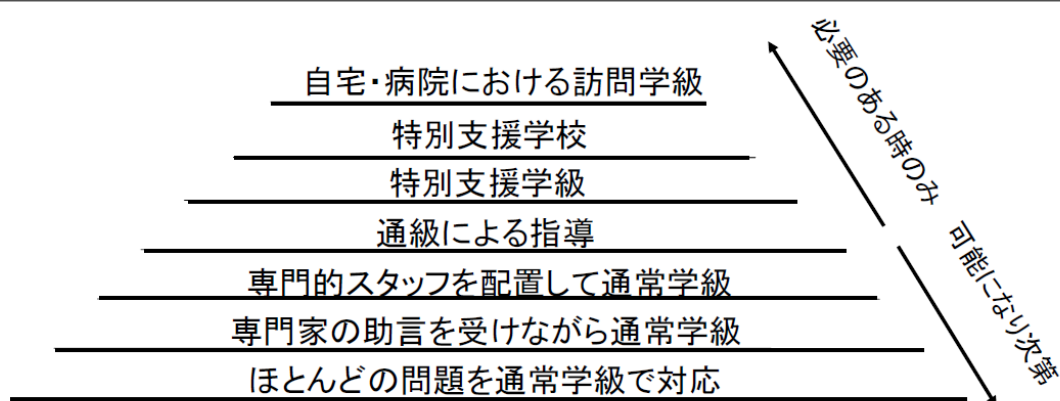 自宅・病院における訪問学級
特別支援学校
特別支援学級
通級による指導
専門的スタッフを配置して通常学級
専門家の助言を受けながら通常学級
ほとんどの問題を通常学級で対応
必要のある時のみ
可能になり次第